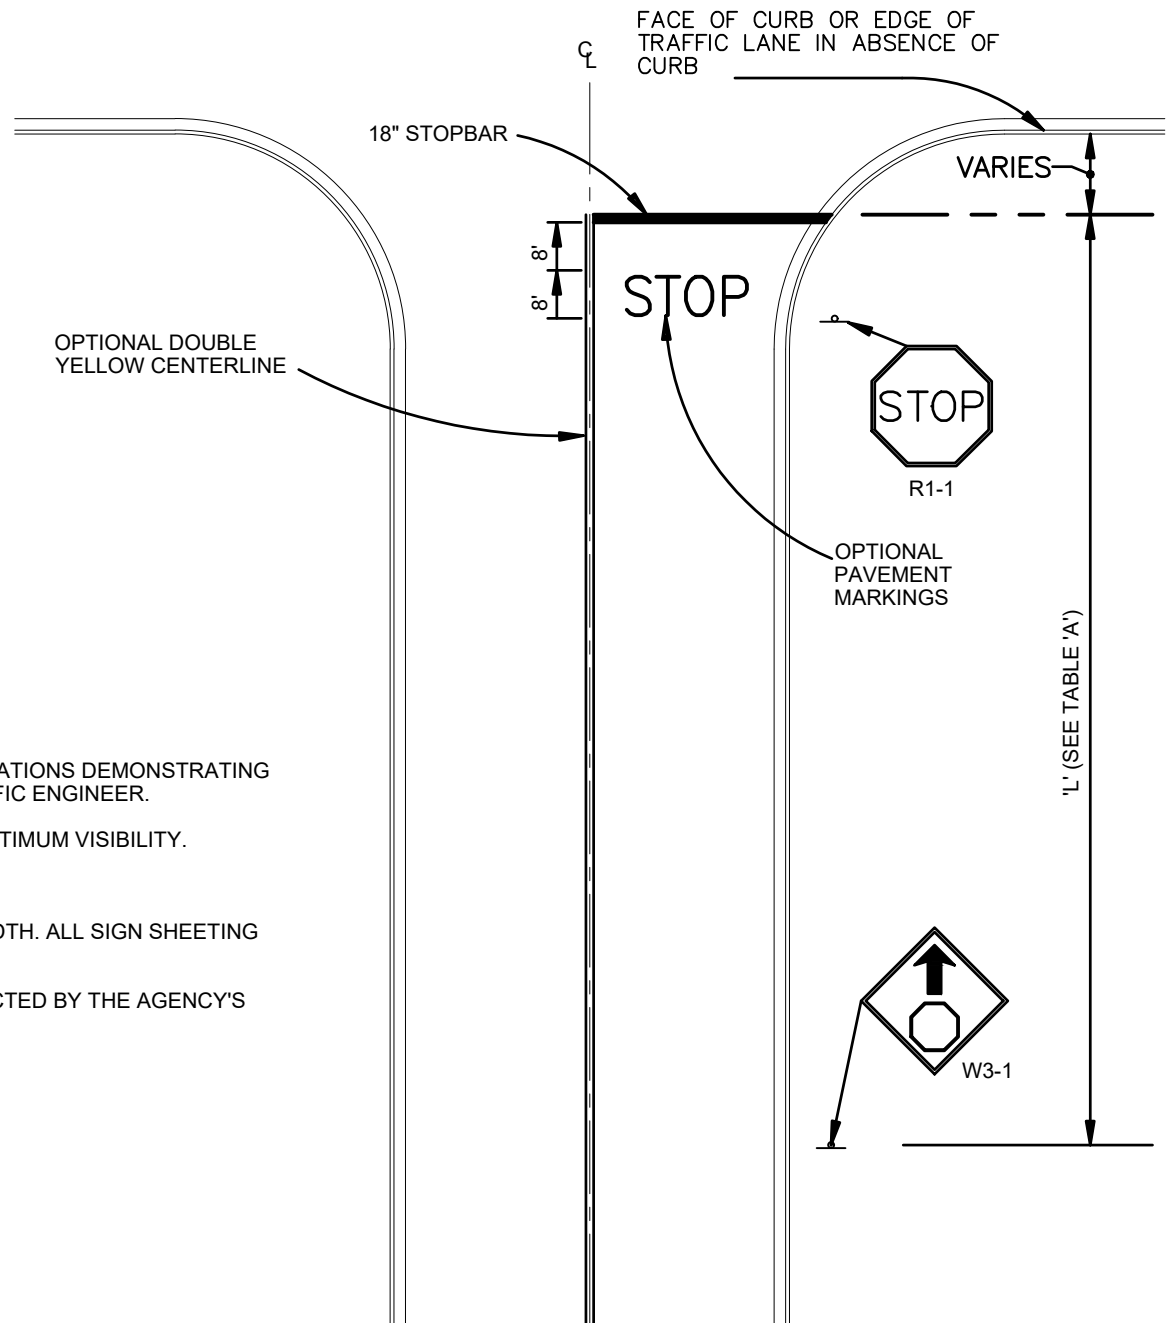 FACE OF CURB OR EDGE OF
TRAFFIC LANE IN ABSENCE OF
CURB
CL
18" STOPBAR
VARIES
8'
8'
STOP
OPTIONAL DOUBLE
YELLOW CENTERLINE
STOP
R1-1
OPTIONAL
PAVEMENT
MARKINGS
'L' (SEE TABLE 'A')
ATIONS DEMONSTRATING
FIC ENGINEER.
TIMUM VISIBILITY.
OTH. ALL SIGN SHEETING
CTED BY THE AGENCY'S
W3-1